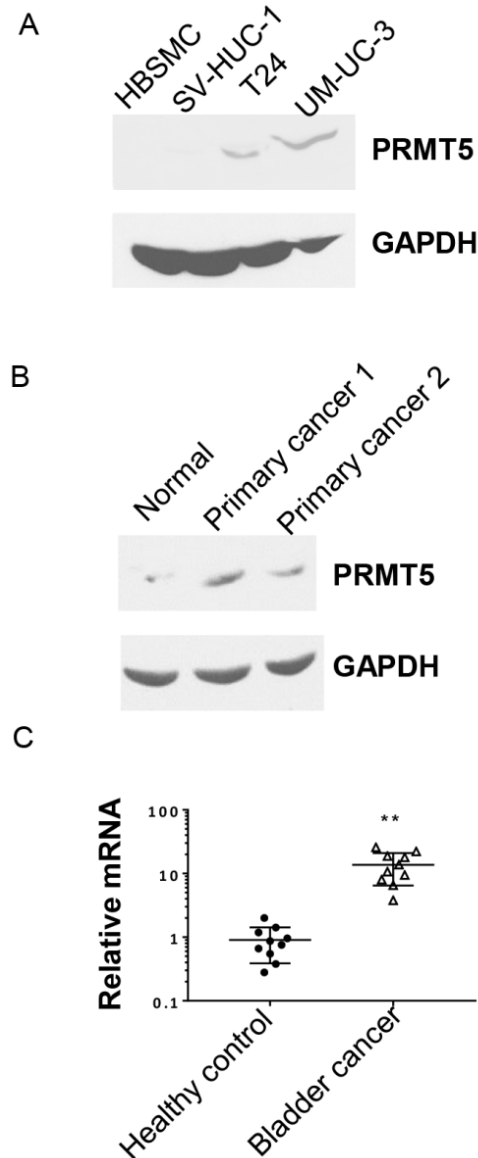 A
HBSMC
SV-HUC-1
T24
UM-UC-3
PRMT5
GAPDH
B
Normal
Primary cancer 1
Primary cancer 2
PRMT5
GAPDH
C
Relative mRNA
100
10
1
0.1
**
Healthy control
Bladder cancer